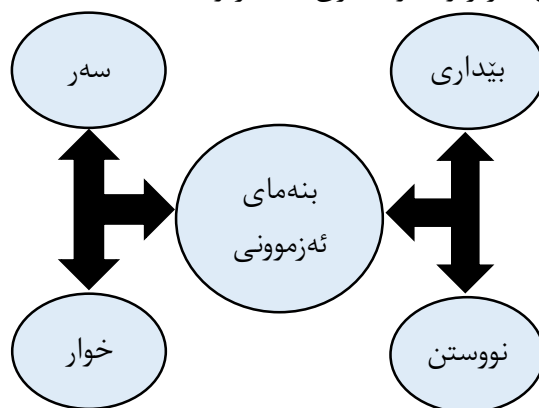 بێداری
سەر
بنەمای
ئەزموونی
نووستن
خوار